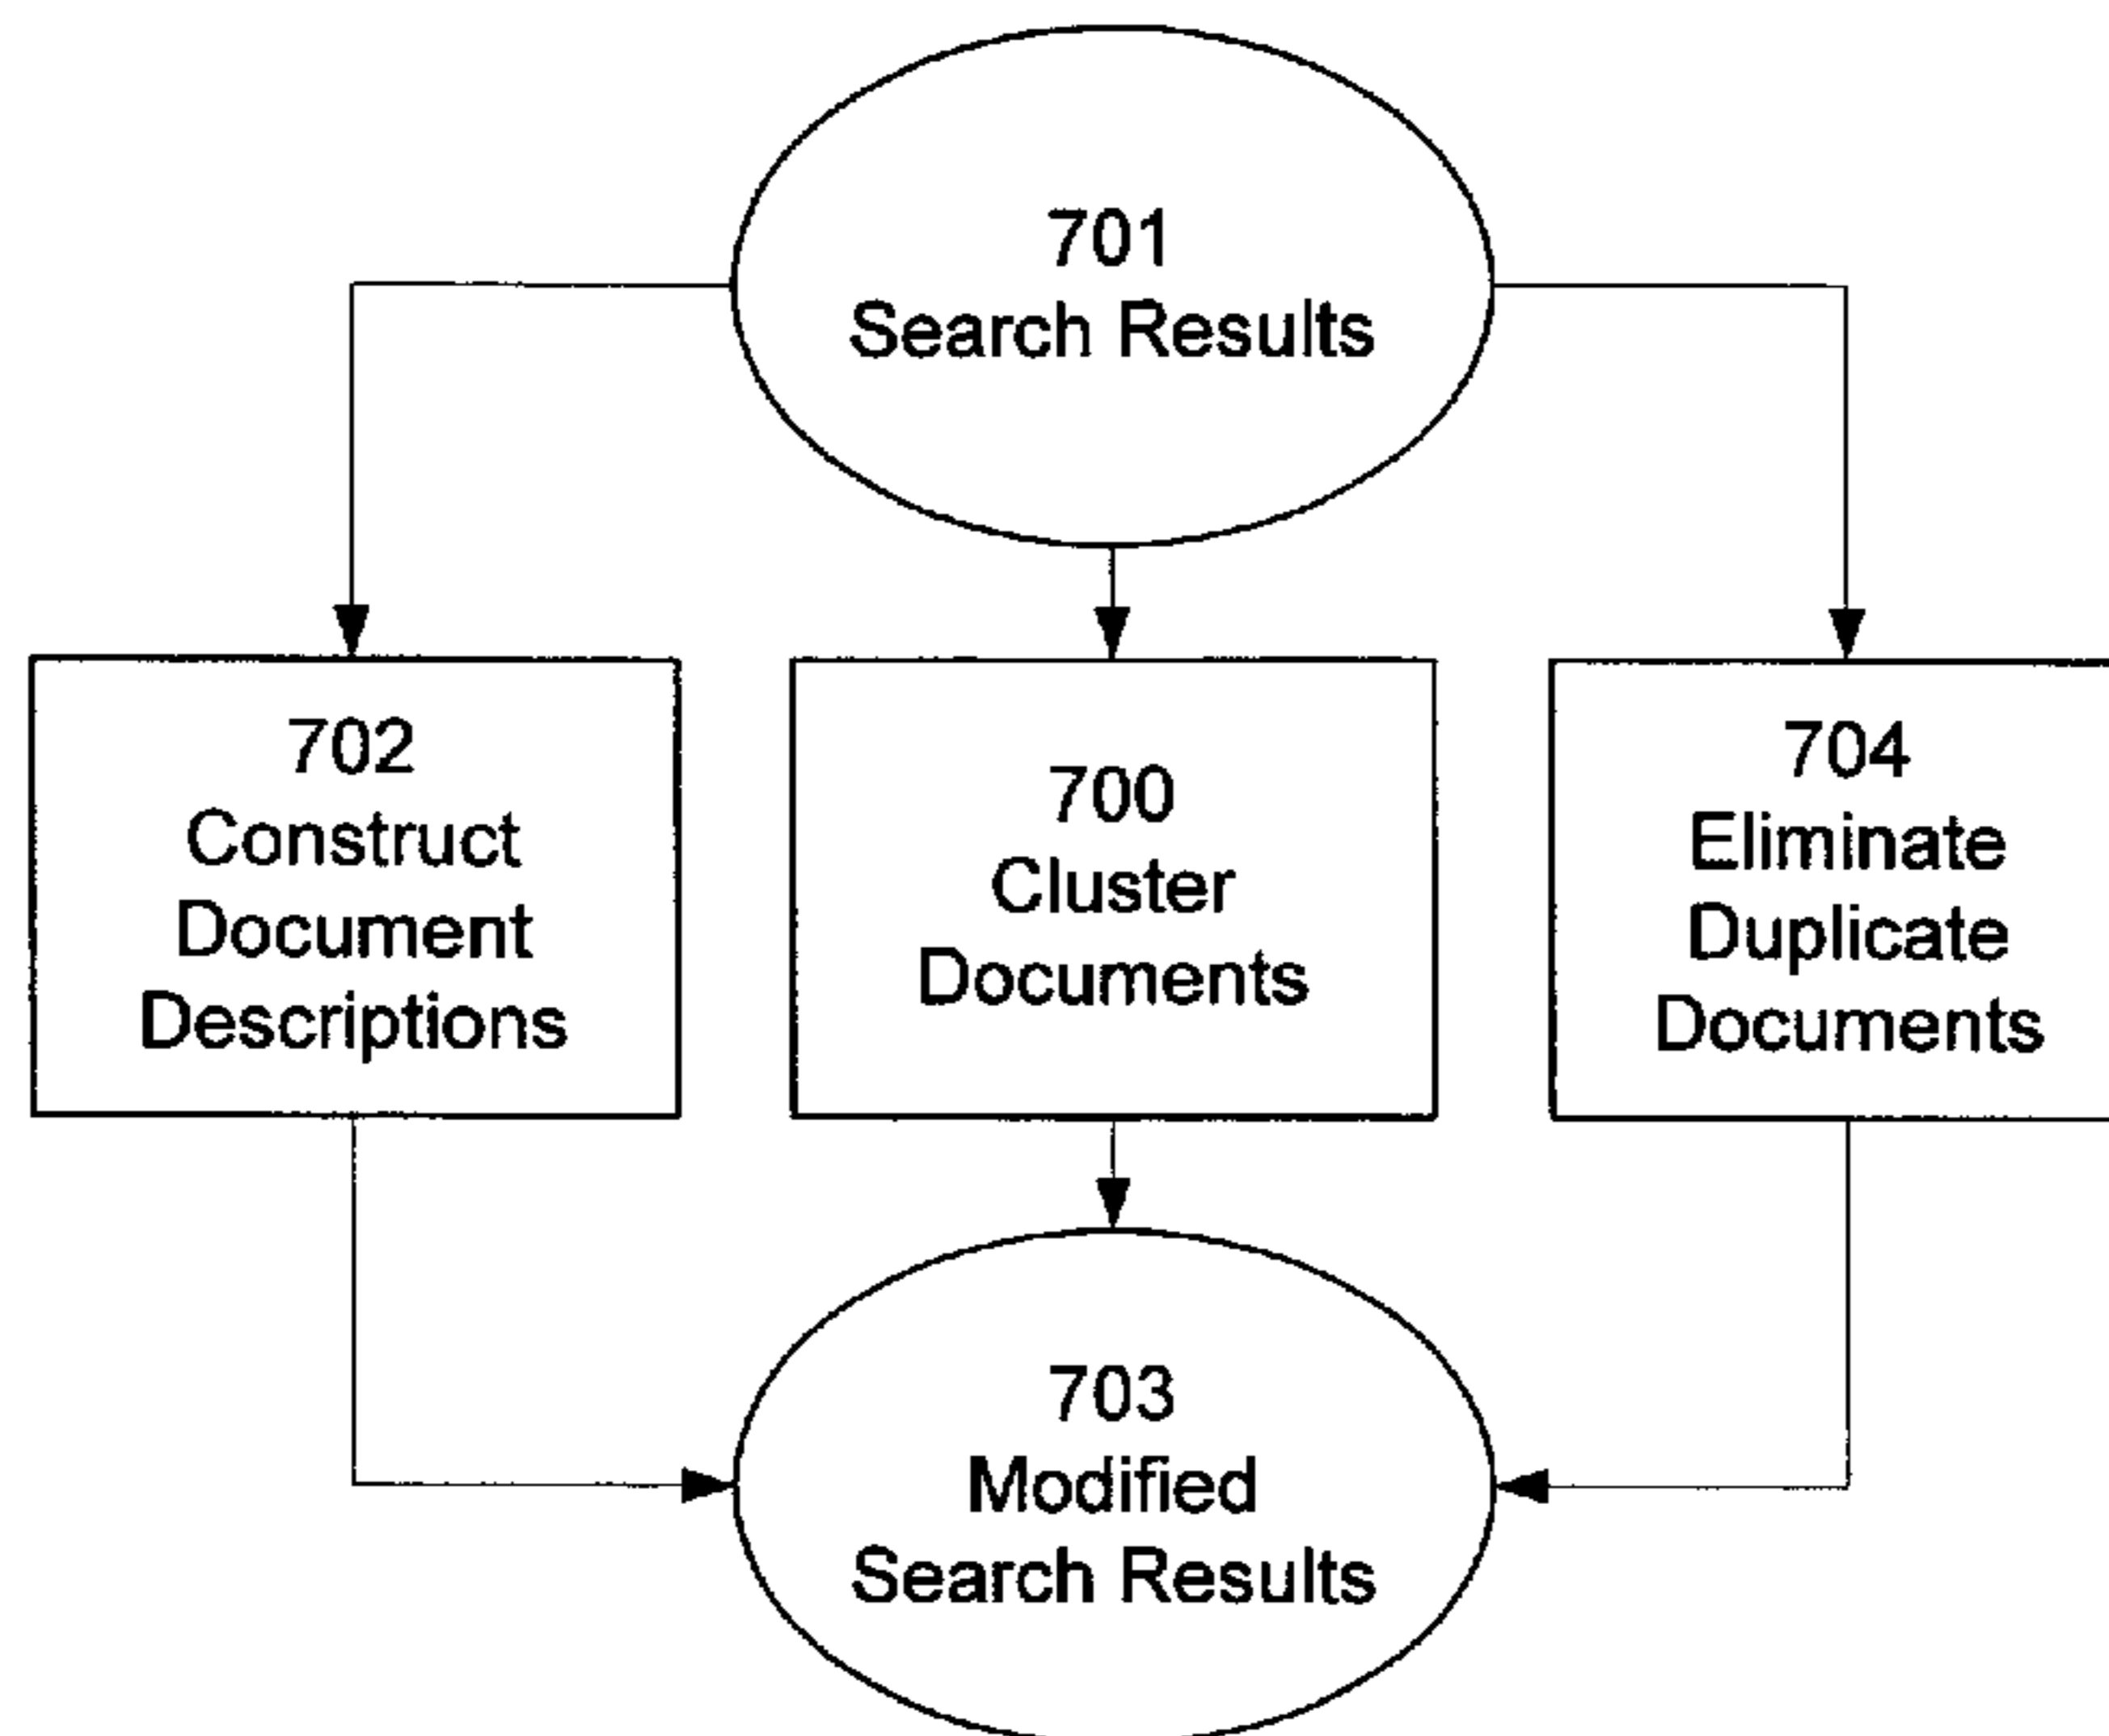 701
Search Results
702
Construct
Document
Descriptions
700
Cluster
Documents
704
Eliminate
Duplicate
Documents
703
Modified
Search Results